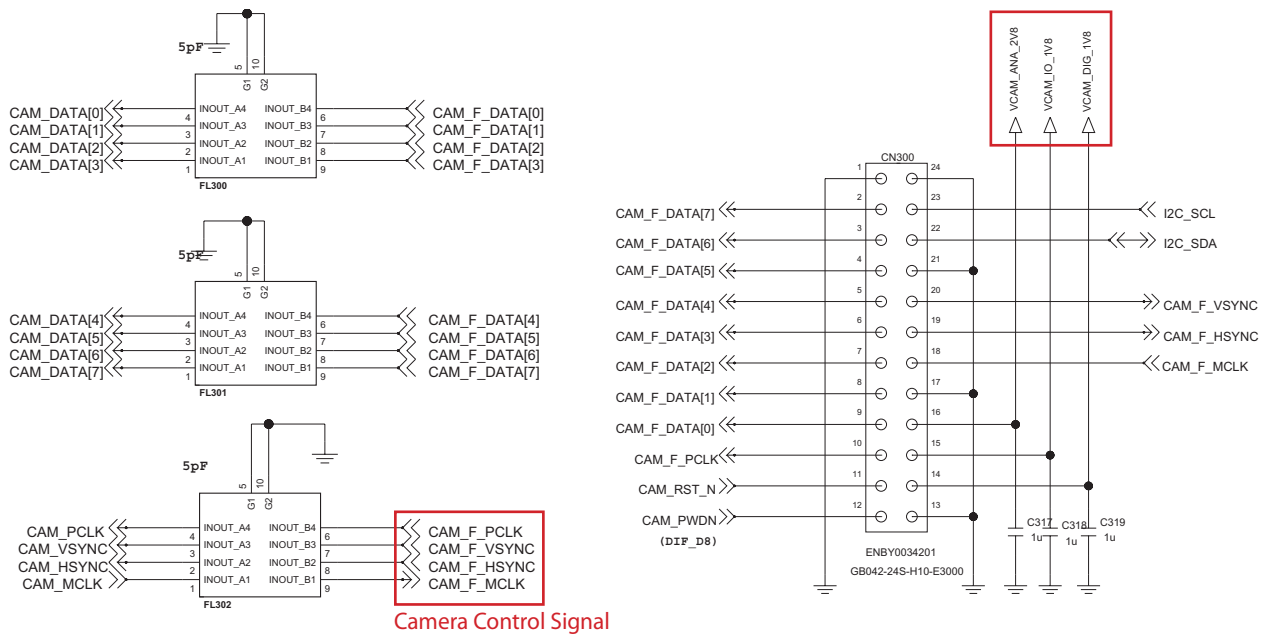 5pF
5
10
G1
G2
CAM_DATA[0]
CAM_DATA[1]
CAM_DATA[2]
CAM_DATA[3]
4
3
2
1
INOUT_A4 INOUT_B4
INOUT_A3 INOUT_B3
INOUT_A2 INOUT_B2
INOUT_A1 INOUT_B1
6
7
8
9
CAM_F_DATA[0]
CAM_F_DATA[1]
CAM_F_DATA[2]
CAM_F_DATA[3]
FL300
5pF
5
10
G1
G2
CAM_DATA[4]
CAM_DATA[5]
CAM_DATA[6]
CAM_DATA[7]
4
3
2
1
INOUT_A4 INOUT_B4
INOUT_A3 INOUT_B3
INOUT_A2 INOUT_B2
INOUT_A1 INOUT_B1
6
7
8
9
CAM_F_DATA[4]
CAM_F_DATA[5]
CAM_F_DATA[6]
CAM_F_DATA[7]
FL301
5pF
5
10
G1
G2
CAM_PCLK
CAM_VSYNC
CAM_HSYNC
CAM_MCLK
4
3
2
1
INOUT_A4 INOUT_B4
INOUT_A3 INOUT_B3
INOUT_A2 INOUT_B2
INOUT_A1 INOUT_B1
6
7
8
9
CAM_F_PCLK
CAM_F_VSYNC
CAM_F_HSYNC
CAM_F_MCLK
FL302
Camera Control Signal
VCAM_ANA_2V8
VCAM_IO_1V8
VCAM_DIG_1V8
CN300
1 24
CAM_F_DATA[7] 2 23 I2C_SCL
CAM_F_DATA[6] 3 22 I2C_SDA
CAM_F_DATA[5] 4 21
CAM_F_DATA[4] 5 20 CAM_F_VSYNC
CAM_F_DATA[3] 6 19 CAM_F_HSYNC
CAM_F_DATA[2] 7 18 CAM_F_MCLK
CAM_F_DATA[1] 8 17
CAM_F_DATA[0] 9 16
CAM_F_PCLK 10 15
CAM_RST_N 11 14
CAM_PWDN 12 13
(DIF_D8)
C317 C318 C319
1u 1u 1u
ENBY0034201
GB042-24S-H10-E3000